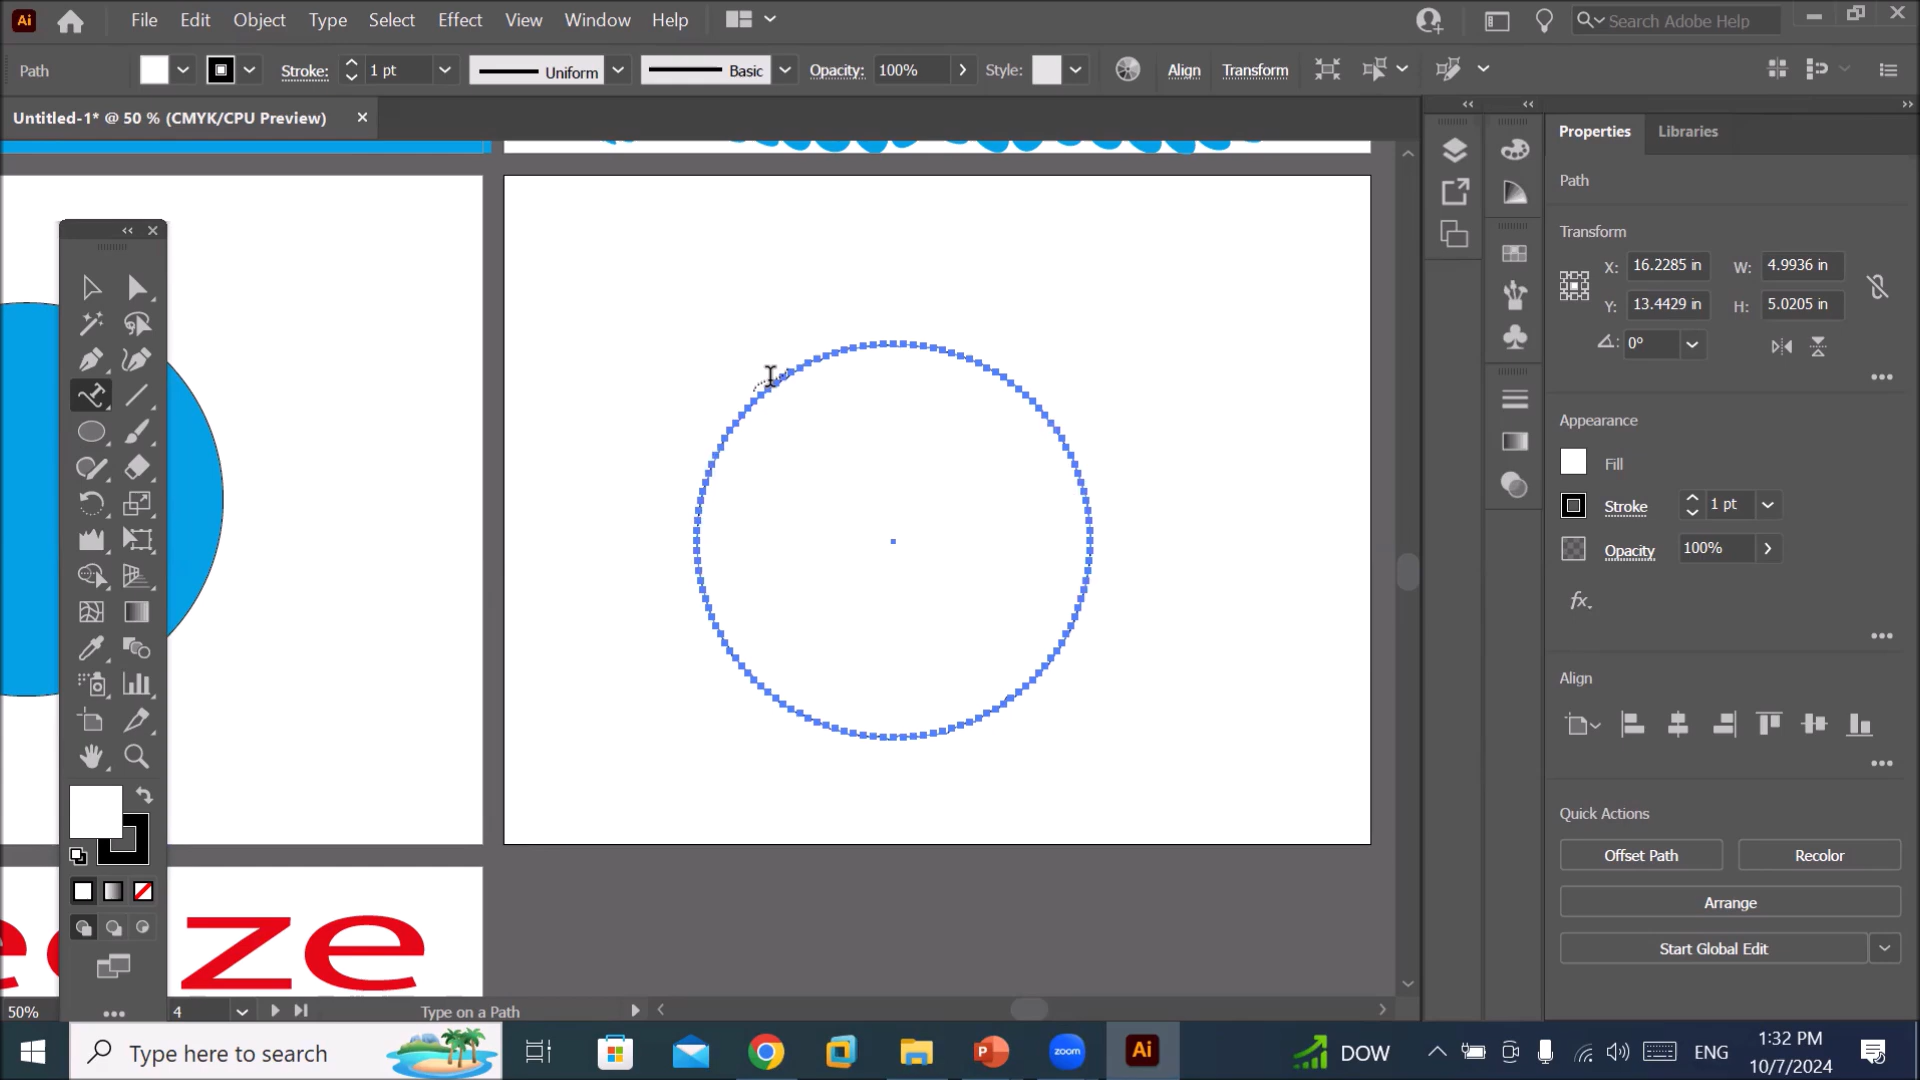 Ai File Edit Object Type Select Effect View Window Help Search Adobe Help
Path Stroke: 1 pt Uniform Basic Opacity: 100% Style: Align Transform
Untitled-1* @ 50 % (CMYK/CPU Preview)
Properties Libraries
Path
Transform
X: 16.2285 in W: 4.9936 in
Y: 13.4429 in H: 5.0205 in
0°
Appearance
Fill
Stroke 1 pt
Opacity 100%
fx.
Align
Quick Actions
Offset Path Recolor
Arrange
Start Global Edit
ze
50% 4 Type on a Path
Type here to search zoom Ai DOW ENG 1:32 PM
10/7/2024